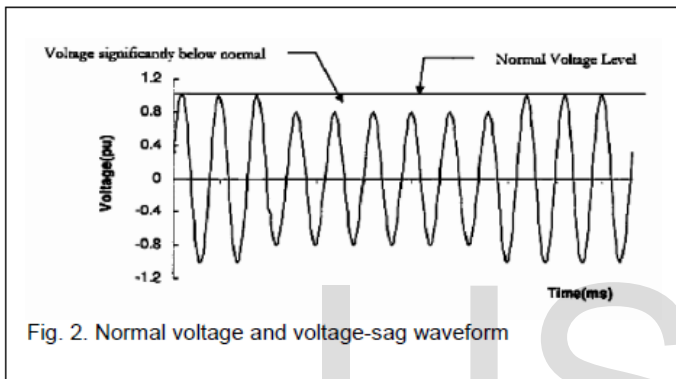 Voltage significandy below normal
Normal Voltage Level
1.2
0.8
0.4
0
-0.4
-0.8
-1.2
Voltage(pu)
Time(ms)
Fig. 2. Normal voltage and voltage-sag waveform